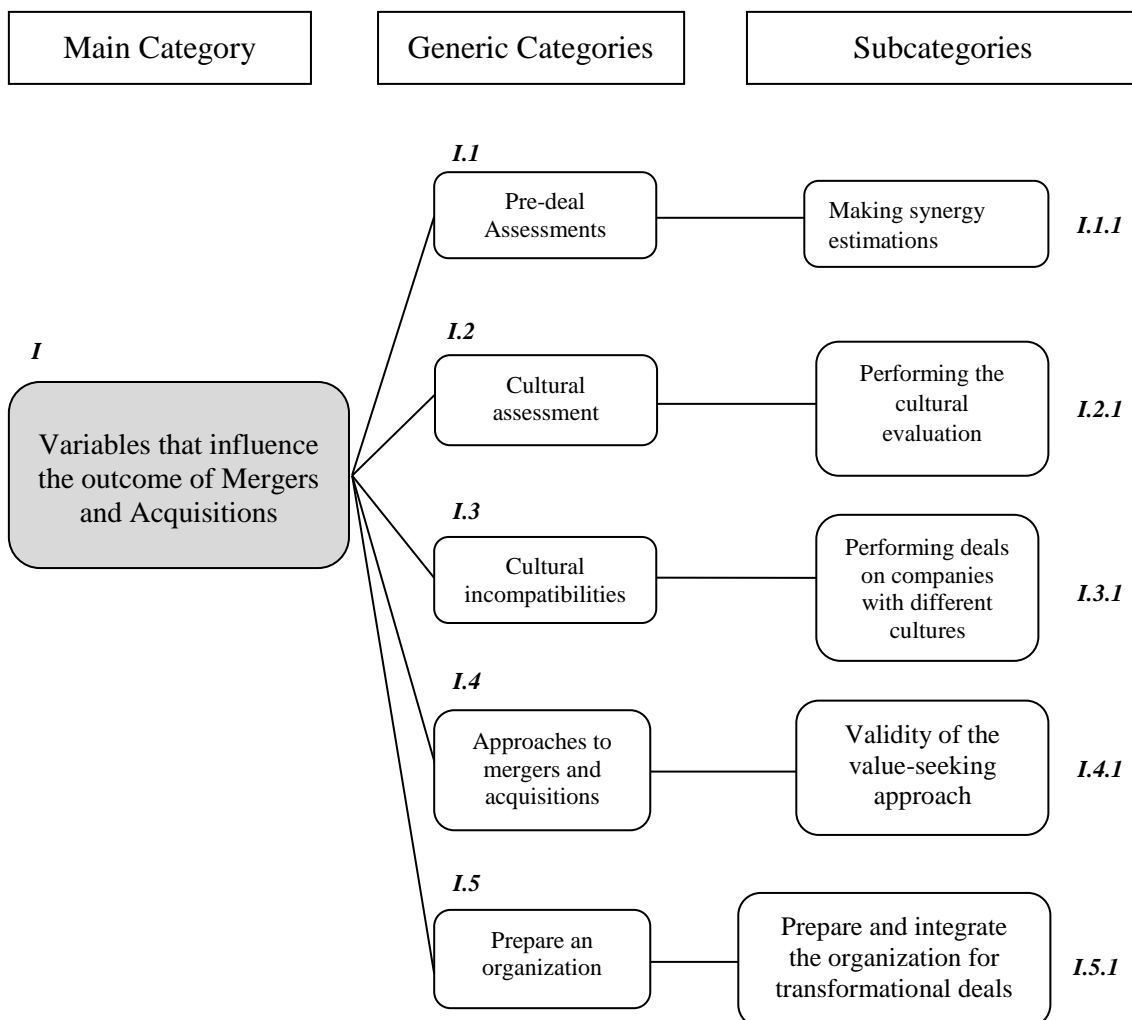 Main Category
Generic Categories
Subcategories
I.1
Pre-deal
Assessments
Making synergy
estimations
I.1.1
I
Variables that influence
the outcome of Mergers
and Acquisitions
I.2
Cultural
assessment
Performing the
cultural
evaluation
I.2.1
I.3
Cultural
incompatibilities
Performing deals
on companies
with different
cultures
I.3.1
I.4
Approaches to
mergers and
acquisitions
Validity of the
value-seeking
approach
I.4.1
I.5
Prepare an
organization
Prepare and integrate
the organization for
transformational deals
I.5.1